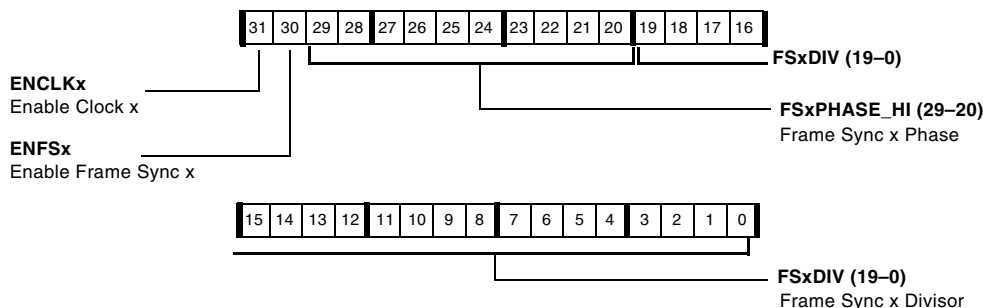 31 30 29 28 27 26 25 24 23 22 21 20 19 18 17 16
FSxDIV (19–0)
ENCLKx
Enable Clock x
FSxPHASE_HI (29–20)
Frame Sync x Phase
ENFSx
Enable Frame Sync x
15 14 13 12 11 10 9 8 7 6 5 4 3 2 1 0
FSxDIV (19–0)
Frame Sync x Divisor